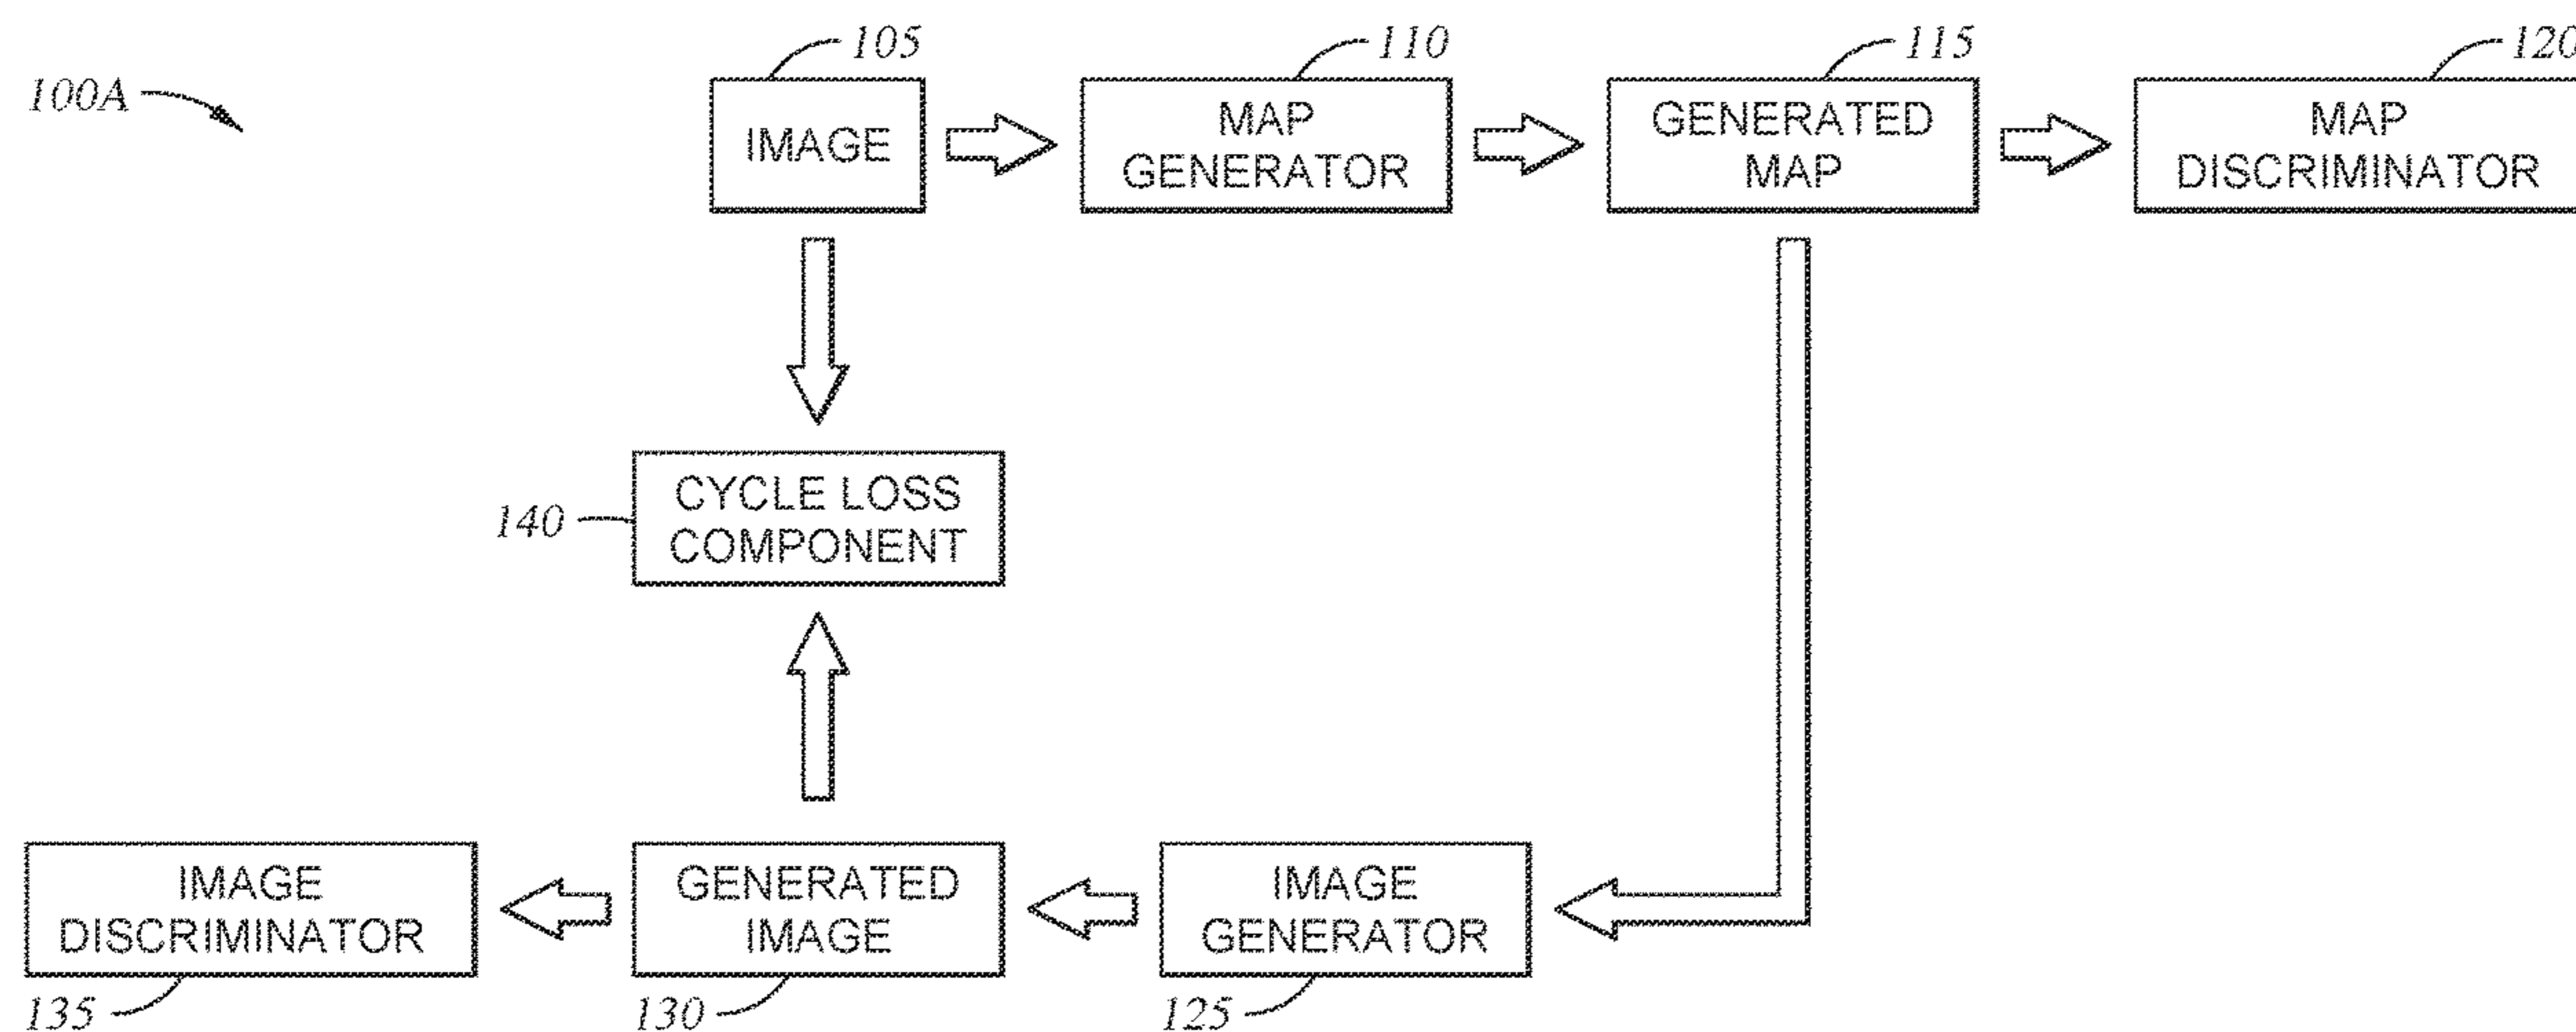 100A
105
110
115
120
IMAGE
MAP
GENERATOR
GENERATED
MAP
MAP
DISCRIMINATOR
140
CYCLE LOSS
COMPONENT
IMAGE
DISCRIMINATOR
GENERATED
IMAGE
IMAGE
GENERATOR
135
130
125